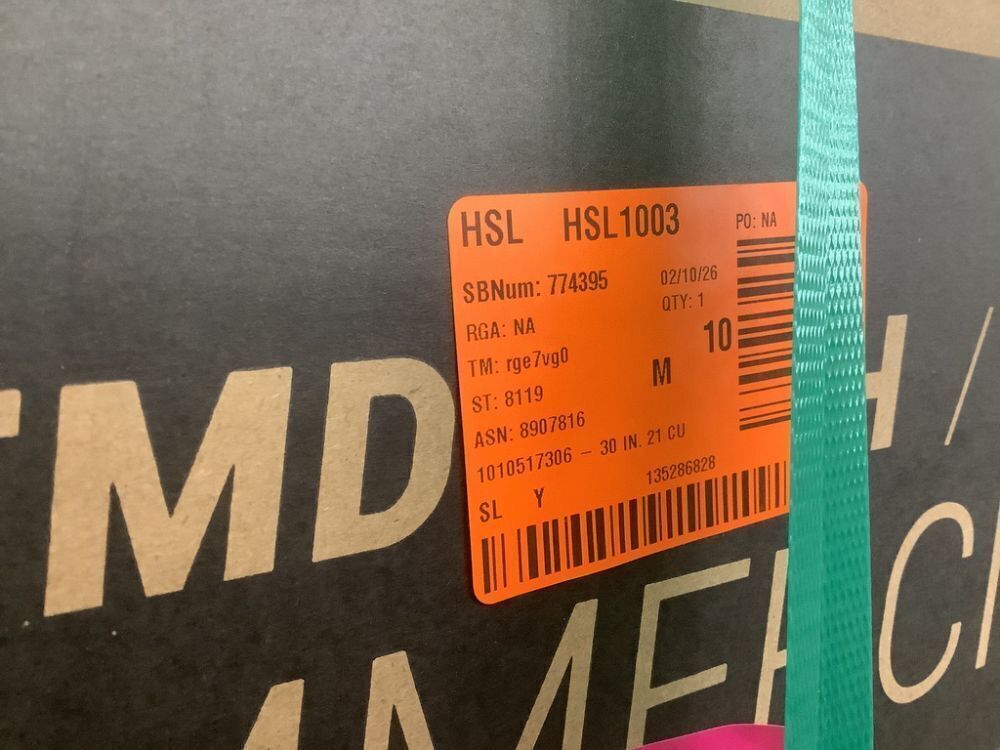 HSL HSL1003 PO: NA
SBNum: 774395 02/10/26
QTY: 1
RGA: NA
10
TM: rge7vg0
M
ST: 8119
ASN: 8907816
1010517306 – 30 IN. 21 CU
135286828
SL Y
MD H /